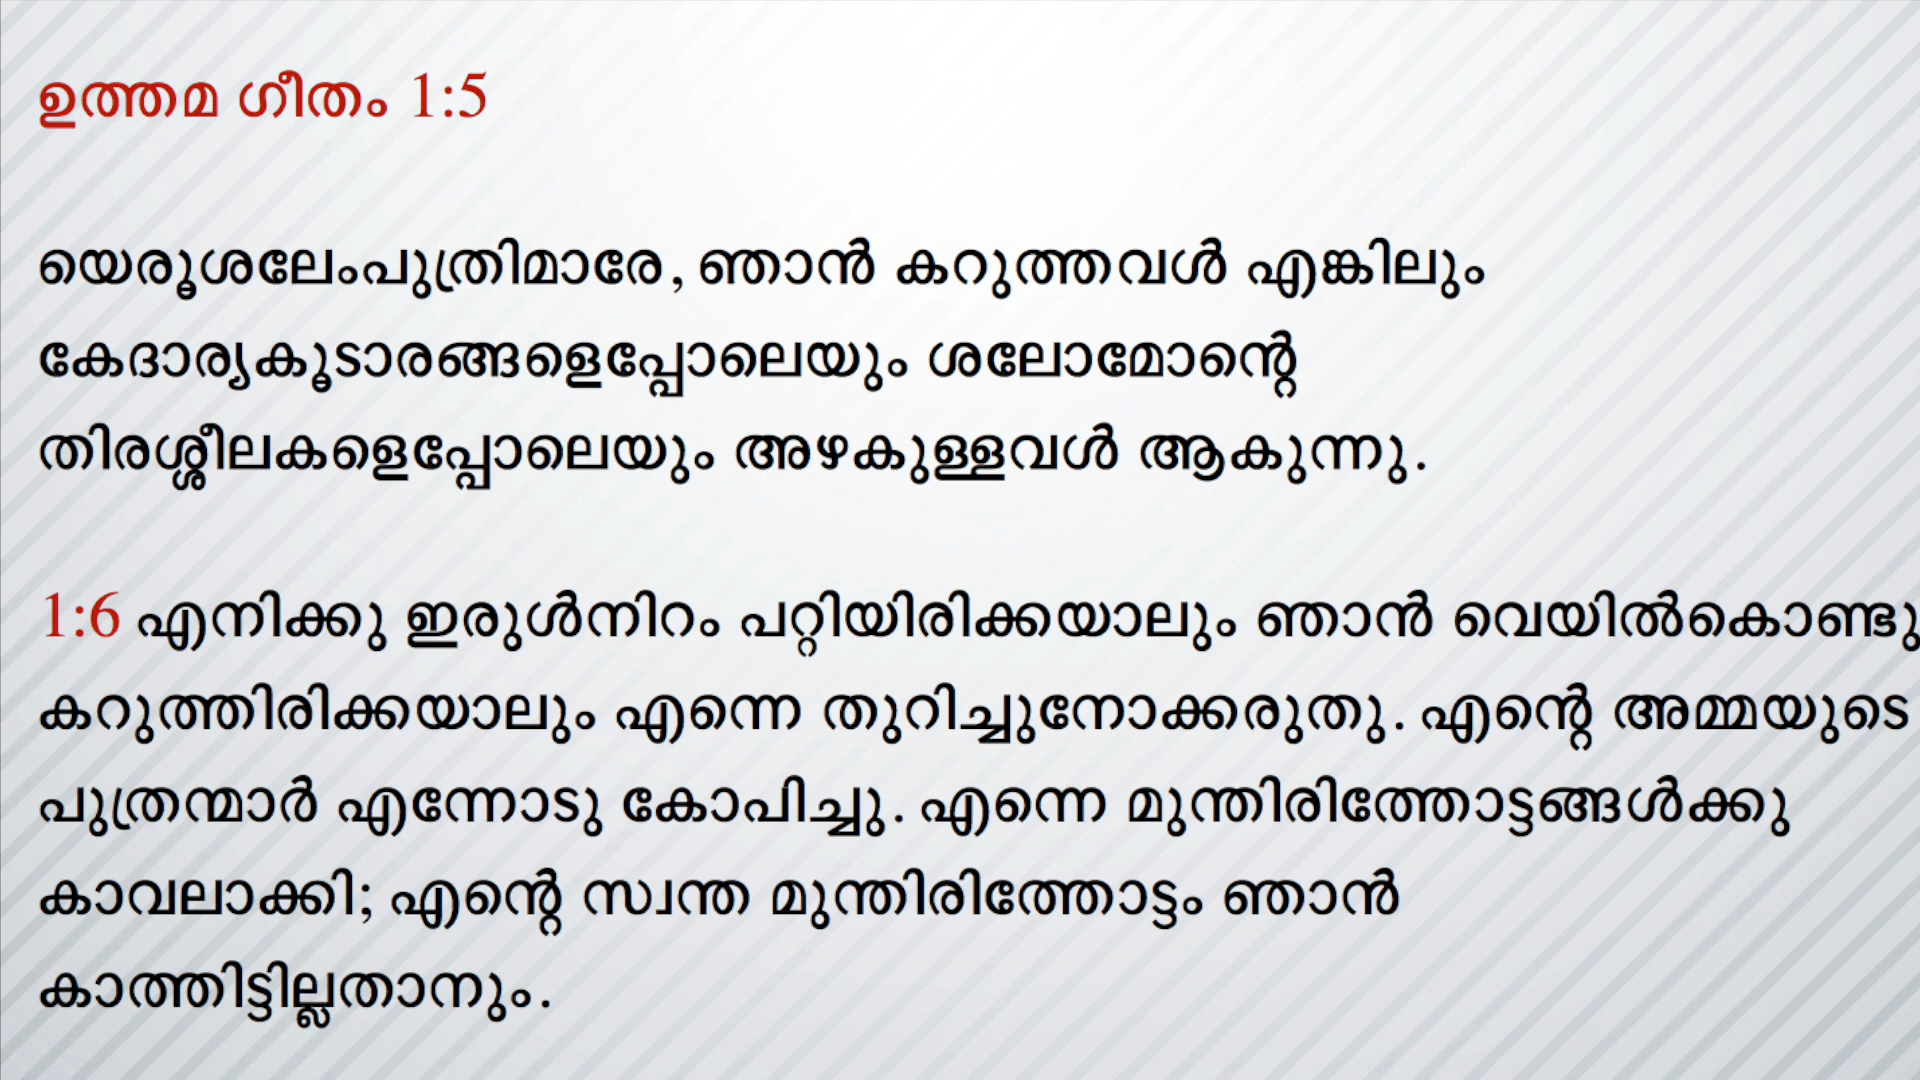 ഉത്തമ ഗീതം 1:5
യെരൂശലേംപുത്രിമാരേ, ഞാൻ കറുത്തവൾ എങ്കിലും
കേദാര്യകൂടാരങ്ങളെപ്പോലെയും ശലോമോന്റെ
തിരശ്ശീലകളെപ്പോലെയും അഴകുള്ളവൾ ആകുന്നു.
1:6 എനിക്കു ഇരുൾനിറം പറ്റിയിരിക്കയാലും ഞാൻ വെയിൽകൊണ്ടു
കറുത്തിരിക്കയാലും എന്നെ തുറിച്ചുനോക്കരുതു. എന്റെ അമ്മയുടെ
പുത്രന്മാർ എന്നോടു കോപിച്ചു. എന്നെ മുന്തിരിത്തോട്ടങ്ങൾക്കു
കാവലാക്കി; എന്റെ സ്വന്ത മുന്തിരിത്തോട്ടം ഞാൻ
കാത്തിട്ടില്ലതാനും.